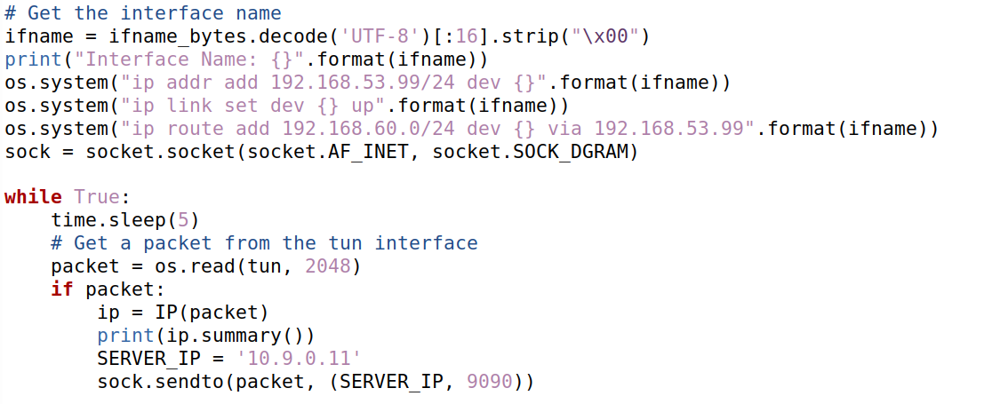 # Get the interface name
ifname = ifname_bytes.decode('UTF-8')[:16].strip("\x00")
print("Interface Name: {}".format(ifname))
os.system("ip addr add 192.168.53.99/24 dev {}".format(ifname))
os.system("ip link set dev {} up".format(ifname))
os.system("ip route add 192.168.60.0/24 dev {} via 192.168.53.99".format(ifname))
sock = socket.socket(socket.AF_INET, socket.SOCK_DGRAM)

while True:
    time.sleep(5)
    # Get a packet from the tun interface
    packet = os.read(tun, 2048)
    if packet:
        ip = IP(packet)
        print(ip.summary())
        SERVER_IP = '10.9.0.11'
        sock.sendto(packet, (SERVER_IP, 9090))